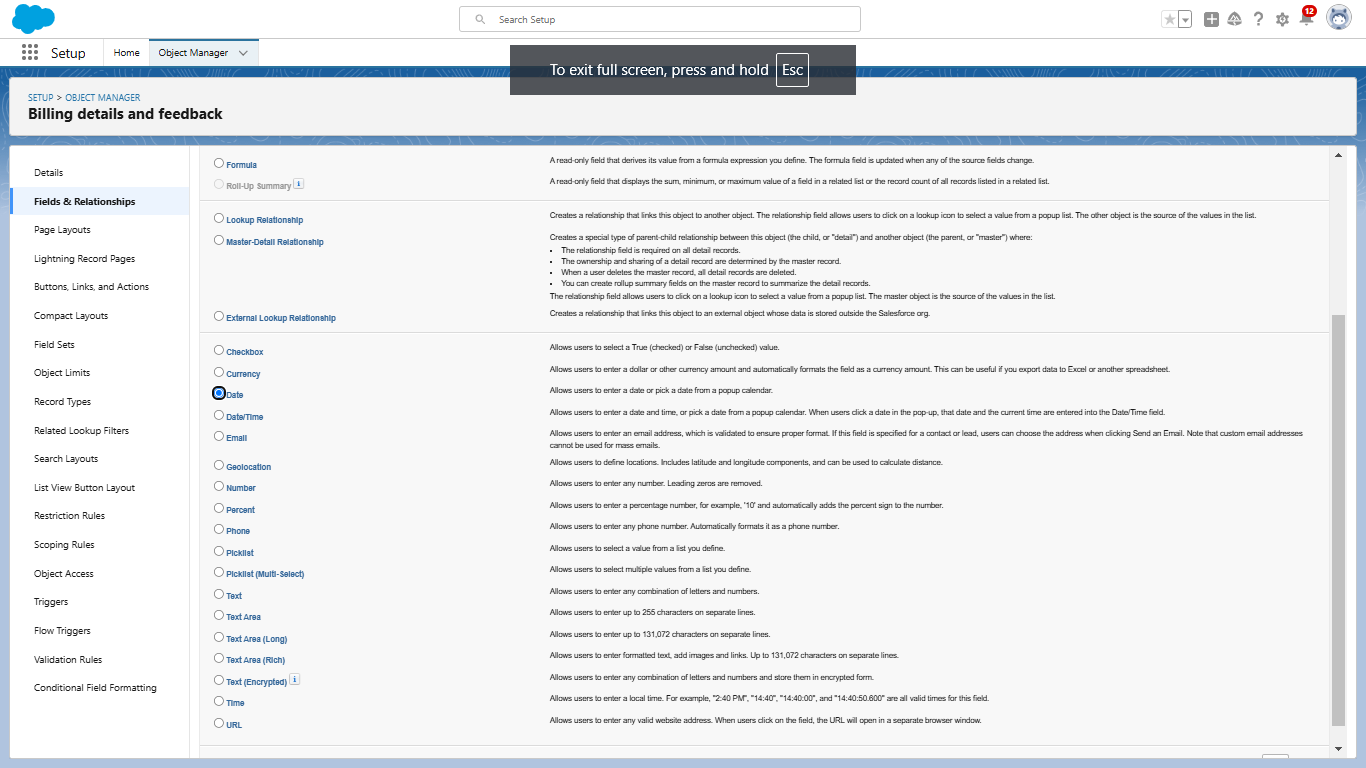 Search Setup
12
Setup
Home
Object Manager
To exit full screen, press and hold Esc
SETUP > OBJECT MANAGER
Billing details and feedback
Details
Fields & Relationships
Page Layouts
Lightning Record Pages
Buttons, Links, and Actions
Compact Layouts
Field Sets
Object Limits
Record Types
Related Lookup Filters
Search Layouts
List View Button Layout
Restriction Rules
Scoping Rules
Object Access
Triggers
Flow Triggers
Validation Rules
Conditional Field Formatting
Formula A read-only field that derives its value from a formula expression you define. The formula field is updated when any of the source fields change.
Roll-Up Summary i A read-only field that displays the sum, minimum, or maximum value of a field in a related list or the record count of all records listed in a related list.
Lookup Relationship Creates a relationship that links this object to another object. The relationship field allows users to click on a lookup icon to select a value from a popup list. The other object is the source of the values in the list.
Master-Detail Relationship Creates a special type of parent-child relationship between this object (the child, or "detail") and another object (the parent, or "master") where:
• The relationship field is required on all detail records.
• The ownership and sharing of a detail record are determined by the master record.
• When a user deletes the master record, all detail records are deleted.
• You can create rollup summary fields on the master record to summarize the detail records.
The relationship field allows users to click on a lookup icon to select a value from a popup list. The master object is the source of the values in the list.
External Lookup Relationship Creates a relationship that links this object to an external object whose data is stored outside the Salesforce org.
Checkbox Allows users to select a True (checked) or False (unchecked) value.
Currency Allows users to enter a dollar or other currency amount and automatically formats the field as a currency amount. This can be useful if you export data to Excel or another spreadsheet.
Date Allows users to enter a date or pick a date from a popup calendar.
Date/Time Allows users to enter a date and time, or pick a date from a popup calendar. When users click a date in the pop-up, that date and the current time are entered into the Date/Time field.
Email Allows users to enter an email address, which is validated to ensure proper format. If this field is specified for a contact or lead, users can choose the address when clicking Send an Email. Note that custom email addresses
cannot be used for mass emails.
Geolocation Allows users to define locations. Includes latitude and longitude components, and can be used to calculate distance.
Number Allows users to enter any number. Leading zeros are removed.
Percent Allows users to enter a percentage number, for example, '10' and automatically adds the percent sign to the number.
Phone Allows users to enter any phone number. Automatically formats it as a phone number.
Picklist Allows users to select a value from a list you define.
Picklist (Multi-Select) Allows users to select multiple values from a list you define.
Text Allows users to enter any combination of letters and numbers.
Text Area Allows users to enter up to 255 characters on separate lines.
Text Area (Long) Allows users to enter up to 131,072 characters on separate lines.
Text Area (Rich) Allows users to enter formatted text, add images and links. Up to 131,072 characters on separate lines.
Text (Encrypted) i Allows users to enter any combination of letters and numbers and store them in encrypted form.
Time Allows users to enter a local time. For example, "2:40 PM", "14:40", "14:40:00", and "14:40:50.600" are all valid times for this field.
URL Allows users to enter any valid website address. When users click on the field, the URL will open in a separate browser window.